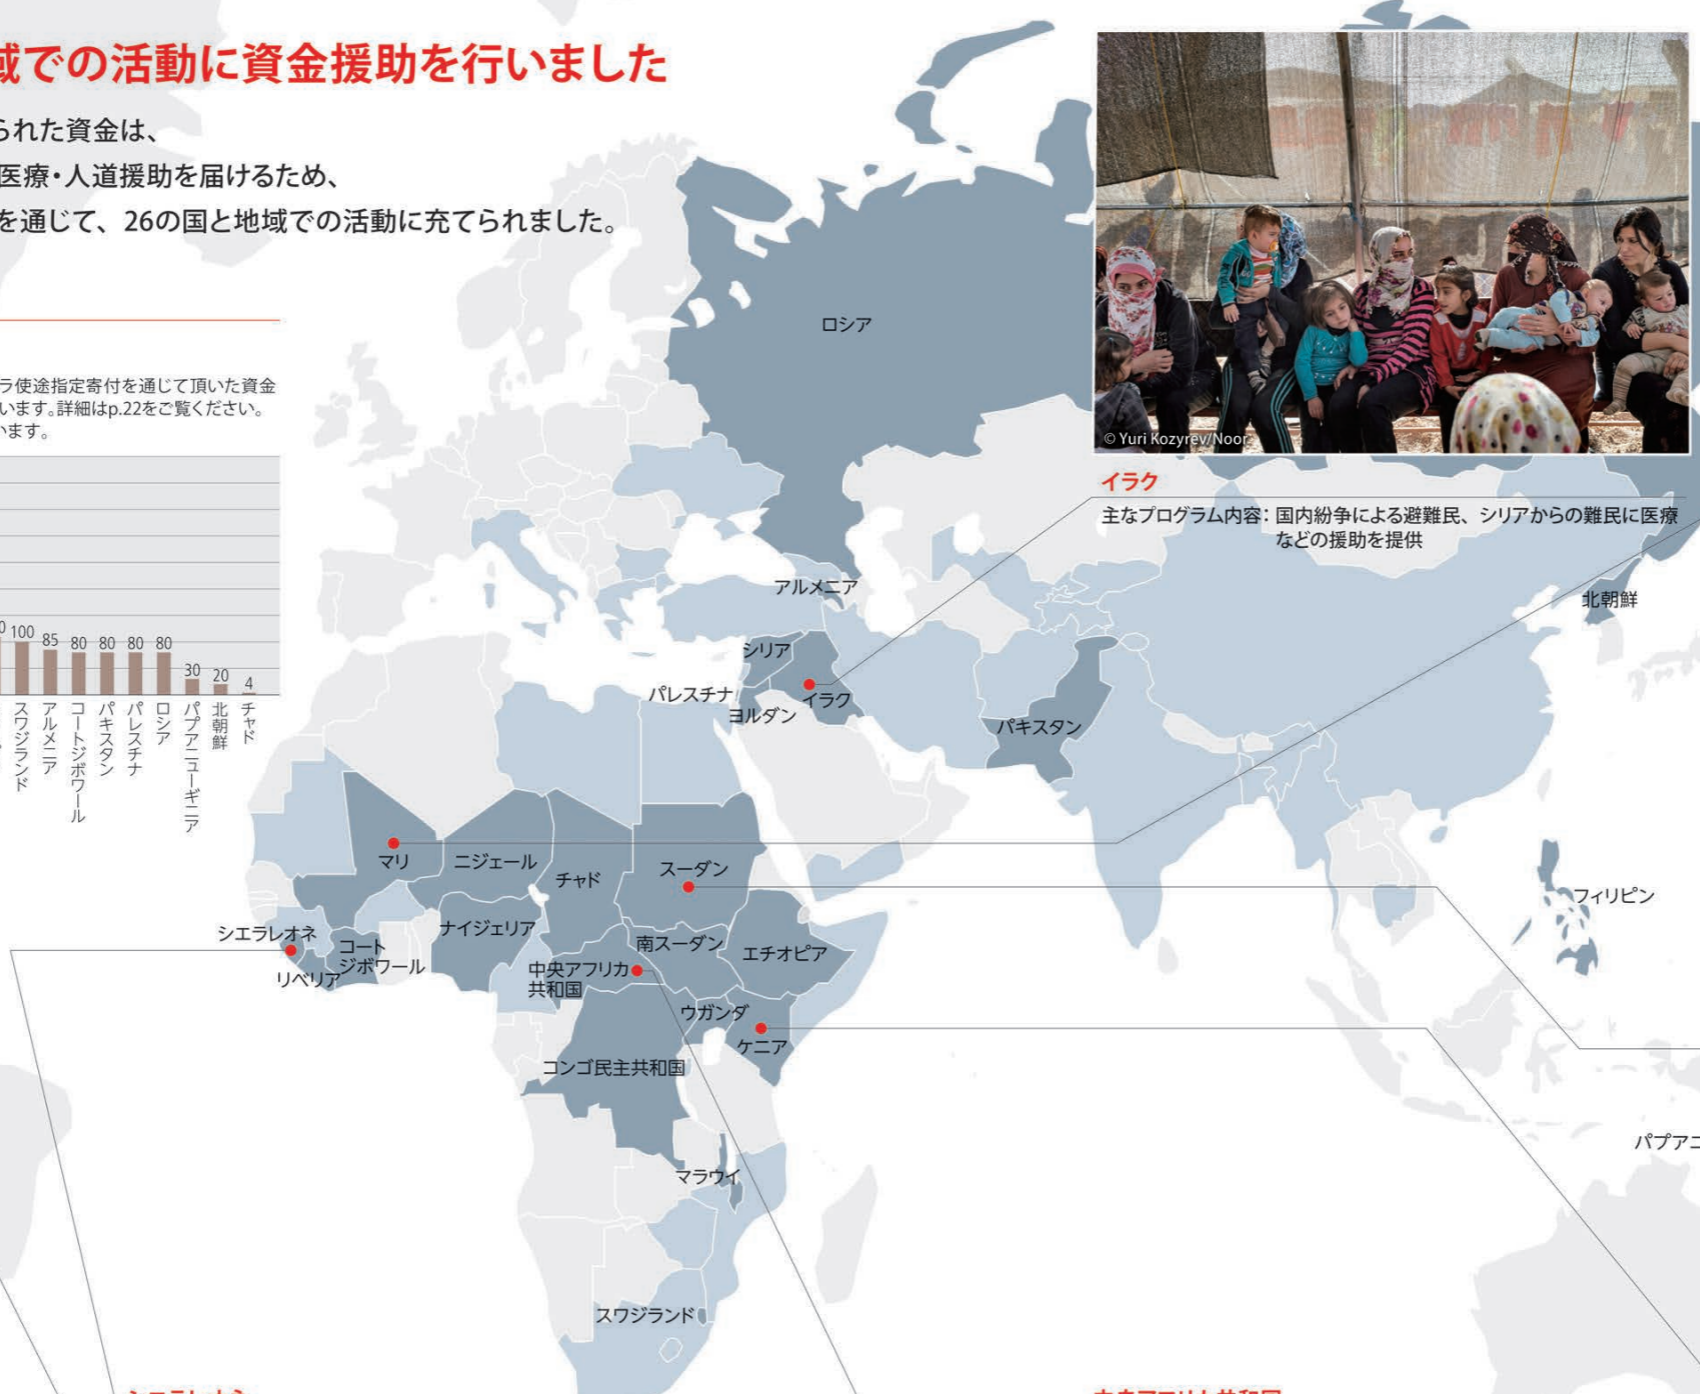 域での活動に資金援助を行いました
られた資金は、
医療・人道援助を届けるため、
を通じて、26の国と地域での活動に充てられました。
ラ使途指定寄付を通じて頂いた資金
います。詳細はp.22をご覧ください。
います。
0 100 85 80 80 80 80 30 20 4
スワジランド
アルメニア
コートジボワール
パキスタン
パレスチナ
ロシア
パプアニューギニア
北朝鮮
チャド
© Yuri Kozyrev/Noor
イラク
主なプログラム内容：国内紛争による避難民、シリアからの難民に医療
などの援助を提供
ロシア
アルメニア
北朝鮮
シリア
パレスチナ
イラク
ヨルダン
パキスタン
マリ
ニジェール
チャド
スーダン
フィリピン
シエラレオネ
コート
ジボワール
ナイジェリア
南スーダン
エチオピア
リベリア
中央アフリカ
共和国
ウガンダ
ケニア
コンゴ民主共和国
パプアニ
マラウイ
スワジランド